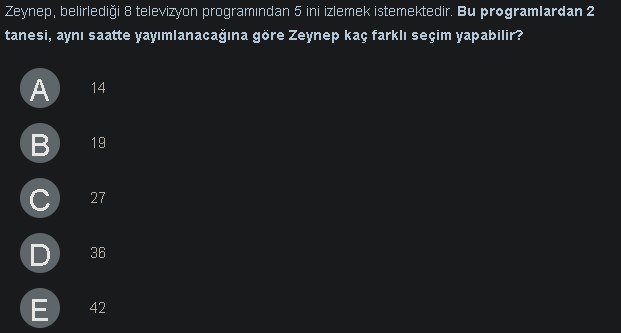 Zeynep, belirlediği 8 televizyon programından 5 ini izlemek istemektedir. Bu programlardan 2
tanesi, aynı saatte yayımlanacağına göre Zeynep kaç farklı seçim yapabilir?
A 14
B 19
C 27
D 36
E 42